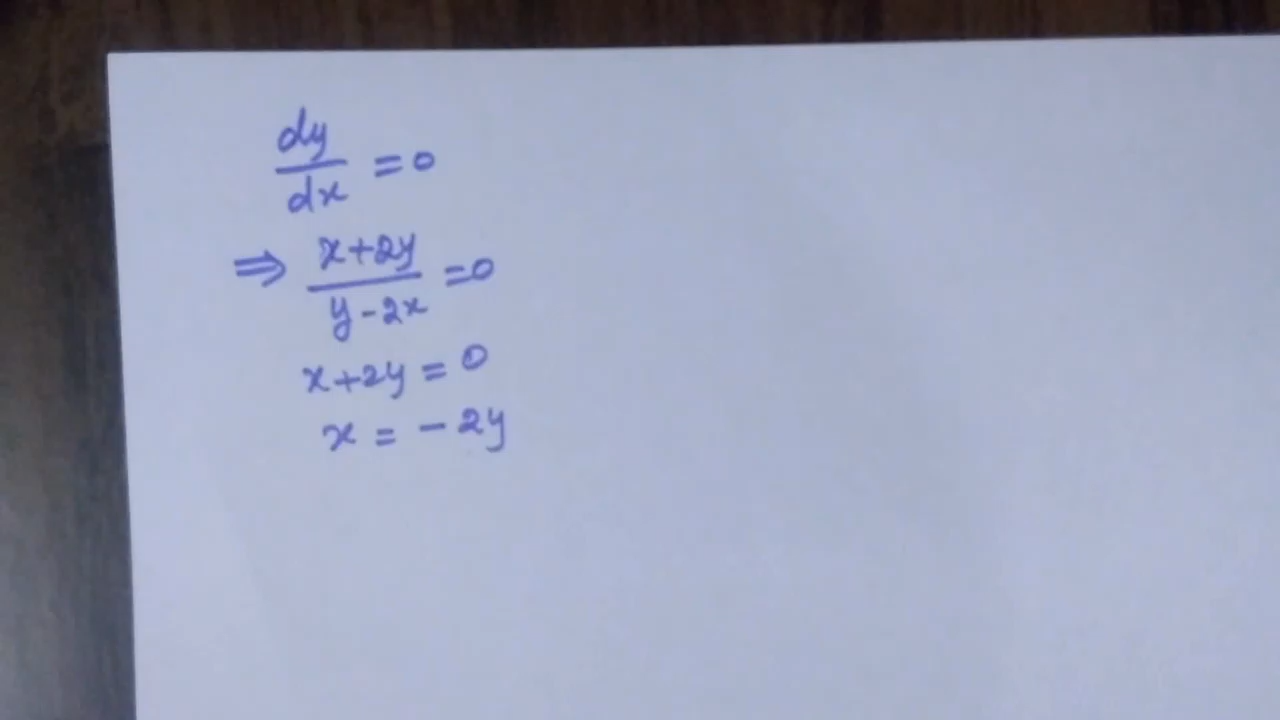 dy/dx = 0
⇒ x+2y/y-2x = 0
x+2y = 0
x = -2y